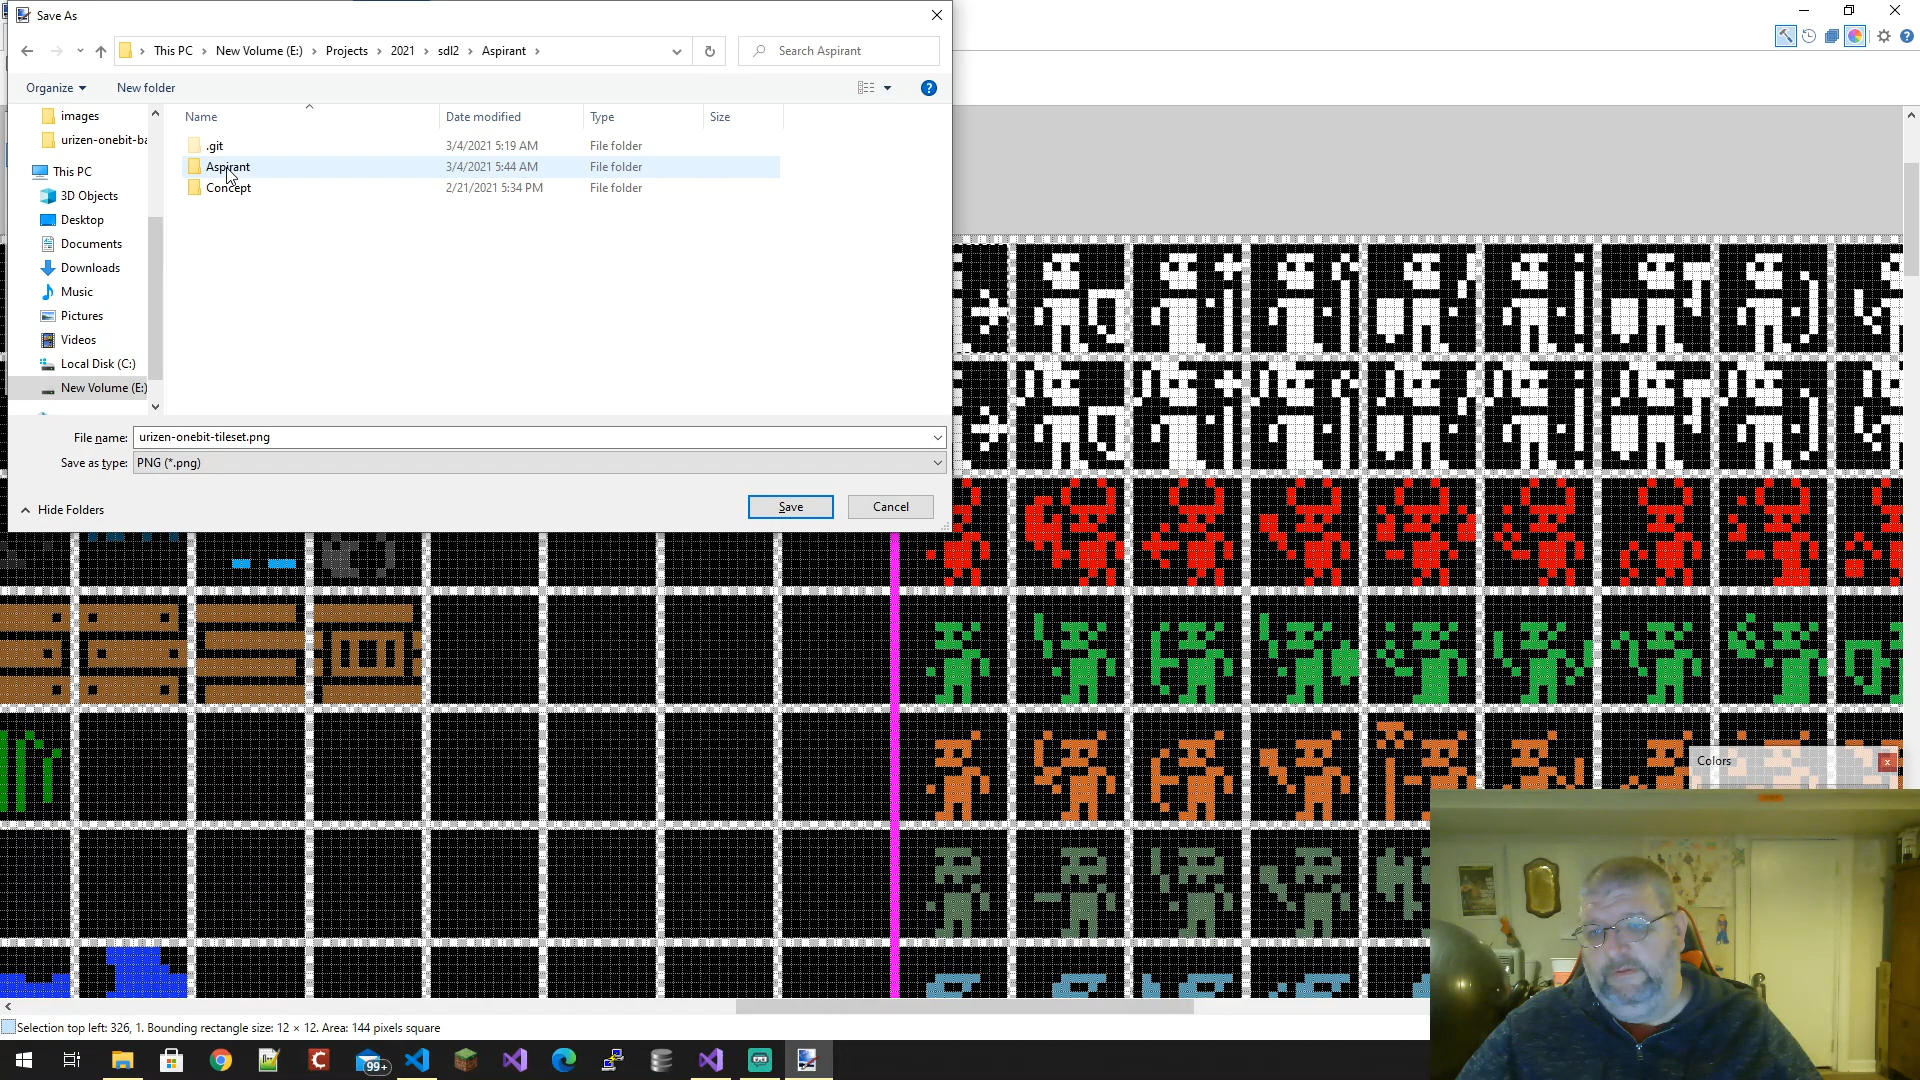 Save As
This PC > New Volume (E:) > Projects > 2021 > sdl2 > Aspirant >
Search Aspirant
Organize
New folder
Name Date modified Type Size
images
urizen-onebit-ba
This PC
3D Objects
Desktop
Documents
Downloads
Music
Pictures
Videos
Local Disk (C:)
New Volume (E:)
.git 3/4/2021 5:19 AM File folder
Aspirant 3/4/2021 5:44 AM File folder
Concept 2/21/2021 5:34 PM File folder
File name: urizen-onebit-tileset.png
Save as type: PNG (*.png)
Hide Folders
Save
Cancel
Colors
Selection top left: 326, 1. Bounding rectangle size: 12 × 12. Area: 144 pixels square
99+